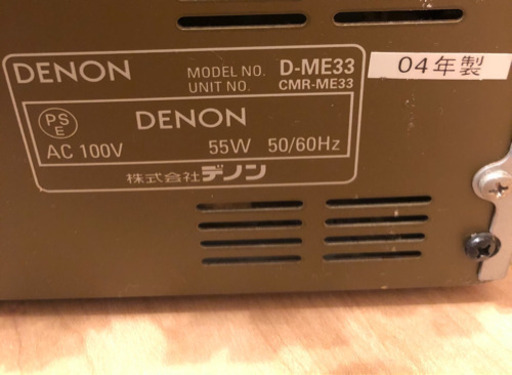 DENON
MODEL NO. D-ME33
UNIT NO. CMR-ME33
04年製
PSE
DENON
AC 100V 55W 50/60Hz
株式会社デノン